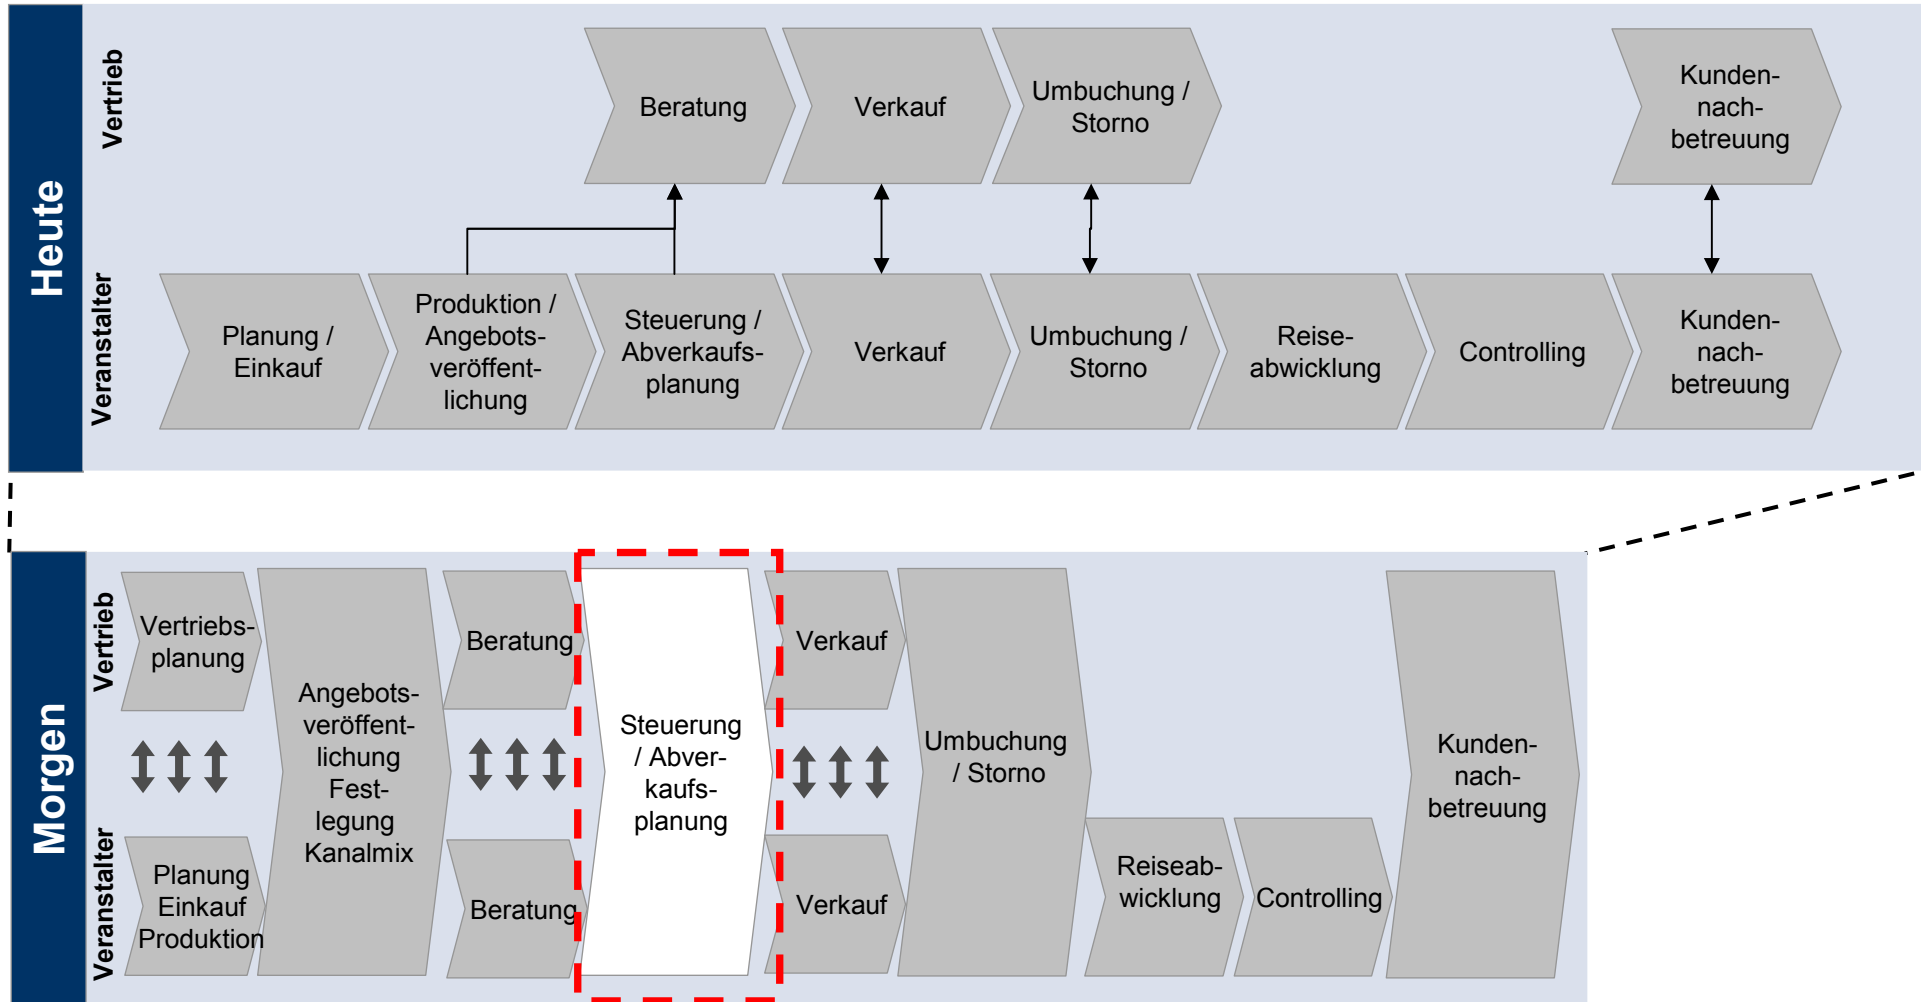 Heute
Vertrieb
Beratung
Verkauf
Umbuchung /
Storno
Kunden-
nach-
betreuung
Veranstalter
Planung /
Einkauf
Produktion /
Angebots-
veröffent-
lichung
Steuerung /
Abverkaufs-
planung
Verkauf
Umbuchung /
Storno
Reise-
abwicklung
Controlling
Kunden-
nach-
betreuung
Morgen
Vertrieb
Vertriebs-
planung
Angebots-
veröffent-
lichung
Fest-
legung
Kanalmix
Beratung
Steuerung
/ Abver-
kaufs-
planung
Verkauf
Umbuchung
/ Storno
Kunden-
nach-
betreuung
Veranstalter
Planung
Einkauf
Produktion
Beratung
Verkauf
Reiseab-
wicklung
Controlling